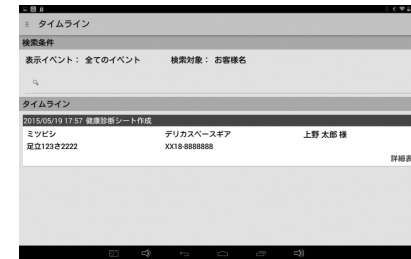 タイムライン
検索条件
表示イベント： 全てのイベント 検索対象： お客様名
タイムライン
2015/05/19 17:57 健康診断シート作成
ミツビシ デリカスペースギア 上野 太郎 様
足立123さ2222 XX18-8888888
詳細表